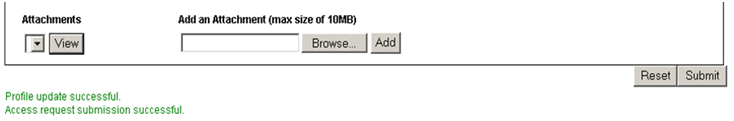 Attachments Add an Attachment (max size of 10MB)
View Browse... Add
Reset Submit
Profile update successful.
Access request submission successful.